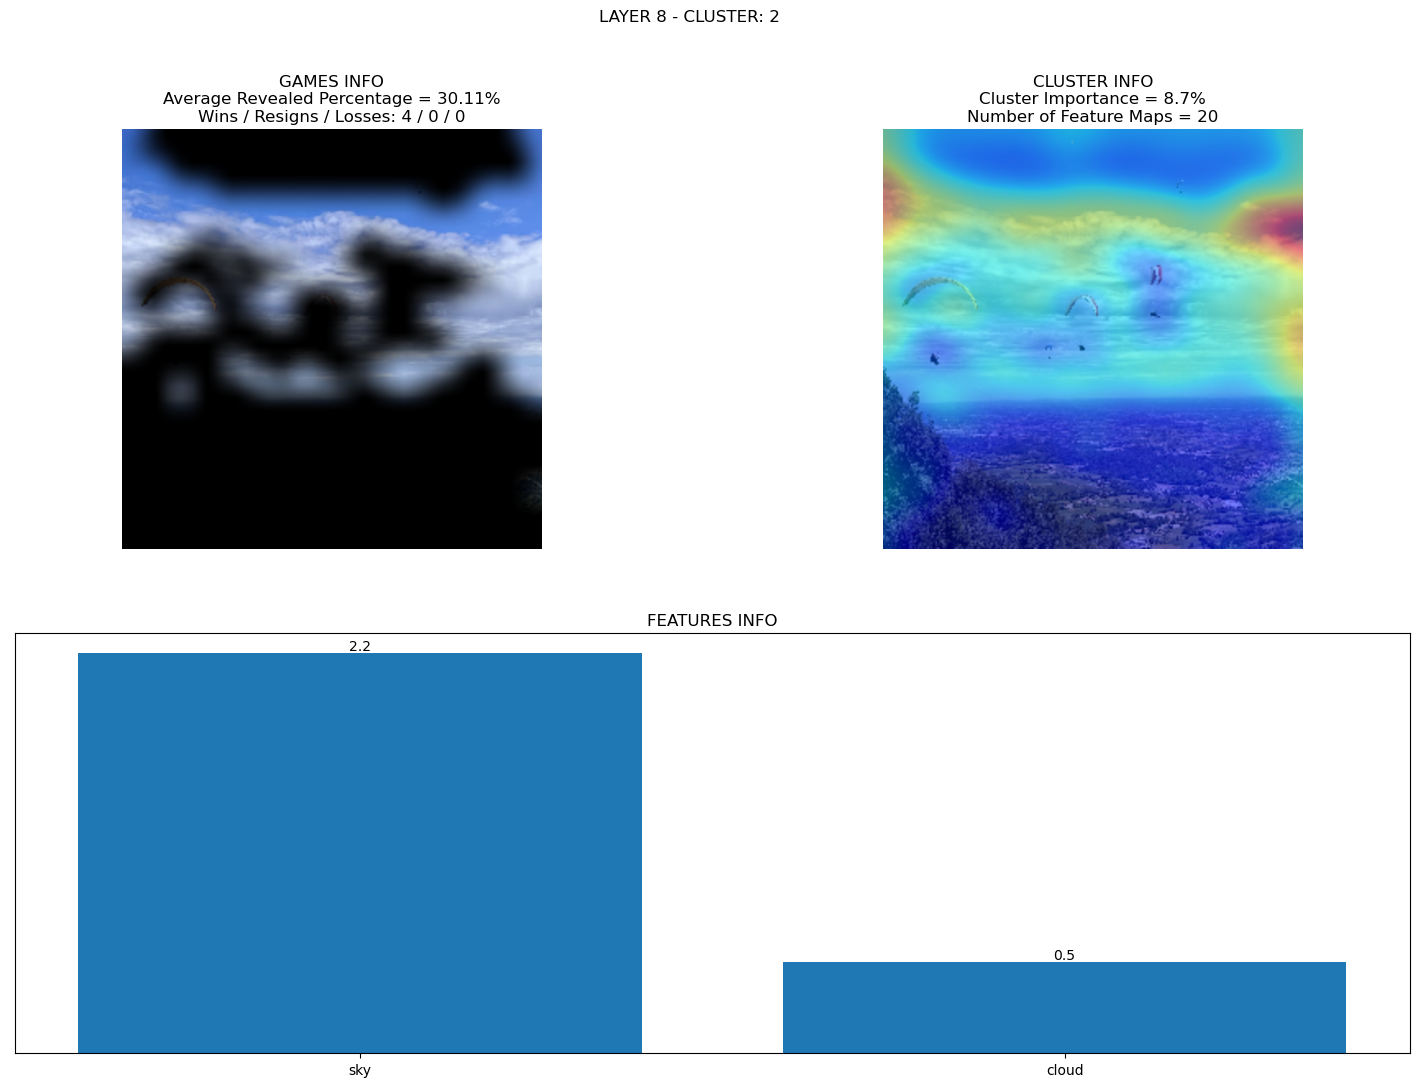 LAYER 8 - CLUSTER: 2
GAMES INFO
Average Revealed Percentage = 30.11%
Wins / Resigns / Losses: 4 / 0 / 0
CLUSTER INFO
Cluster Importance = 8.7%
Number of Feature Maps = 20
FEATURES INFO
2.2
0.5
sky
cloud